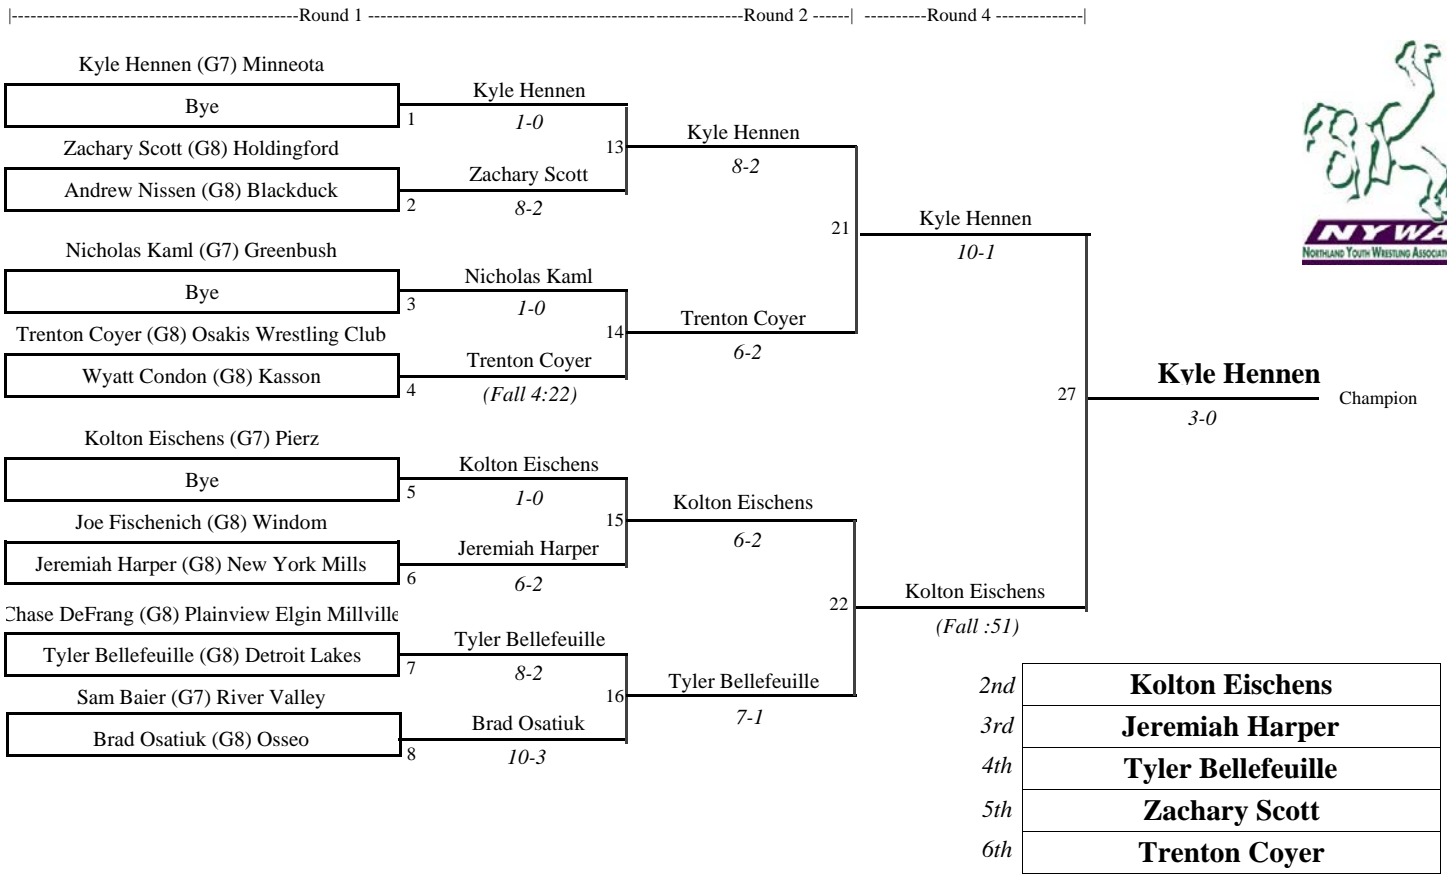 |-----------------------------------------------Round 1 -------------------------------------------------------------Round 2 ------| ----------Round 4 --------------|
Kyle Hennen (G7) Minneota
Bye
1
Kyle Hennen
1-0
Zachary Scott (G8) Holdingford
Andrew Nissen (G8) Blackduck
2
Zachary Scott
8-2
13
Kyle Hennen
8-2
Nicholas Kaml (G7) Greenbush
Bye
3
Nicholas Kaml
1-0
Trenton Coyer (G8) Osakis Wrestling Club
Wyatt Condon (G8) Kasson
4
Trenton Coyer
(Fall 4:22)
14
Trenton Coyer
6-2
21
Kyle Hennen
10-1
Kolton Eischens (G7) Pierz
Bye
5
Kolton Eischens
1-0
Joe Fischenich (G8) Windom
Jeremiah Harper (G8) New York Mills
6
Jeremiah Harper
6-2
15
Kolton Eischens
6-2
Chase DeFrang (G8) Plainview Elgin Millville
Tyler Bellefeuille (G8) Detroit Lakes
7
Tyler Bellefeuille
8-2
Sam Baier (G7) River Valley
Brad Osatiuk (G8) Osseo
8
Brad Osatiuk
10-3
16
Tyler Bellefeuille
7-1
22
Kolton Eischens
(Fall :51)
27
Kyle Hennen
Champion
3-0
NYWA
NORTHLAND YOUTH WRESTLING
2nd Kolton Eischens
3rd Jeremiah Harper
4th Tyler Bellefeuille
5th Zachary Scott
6th Trenton Coyer